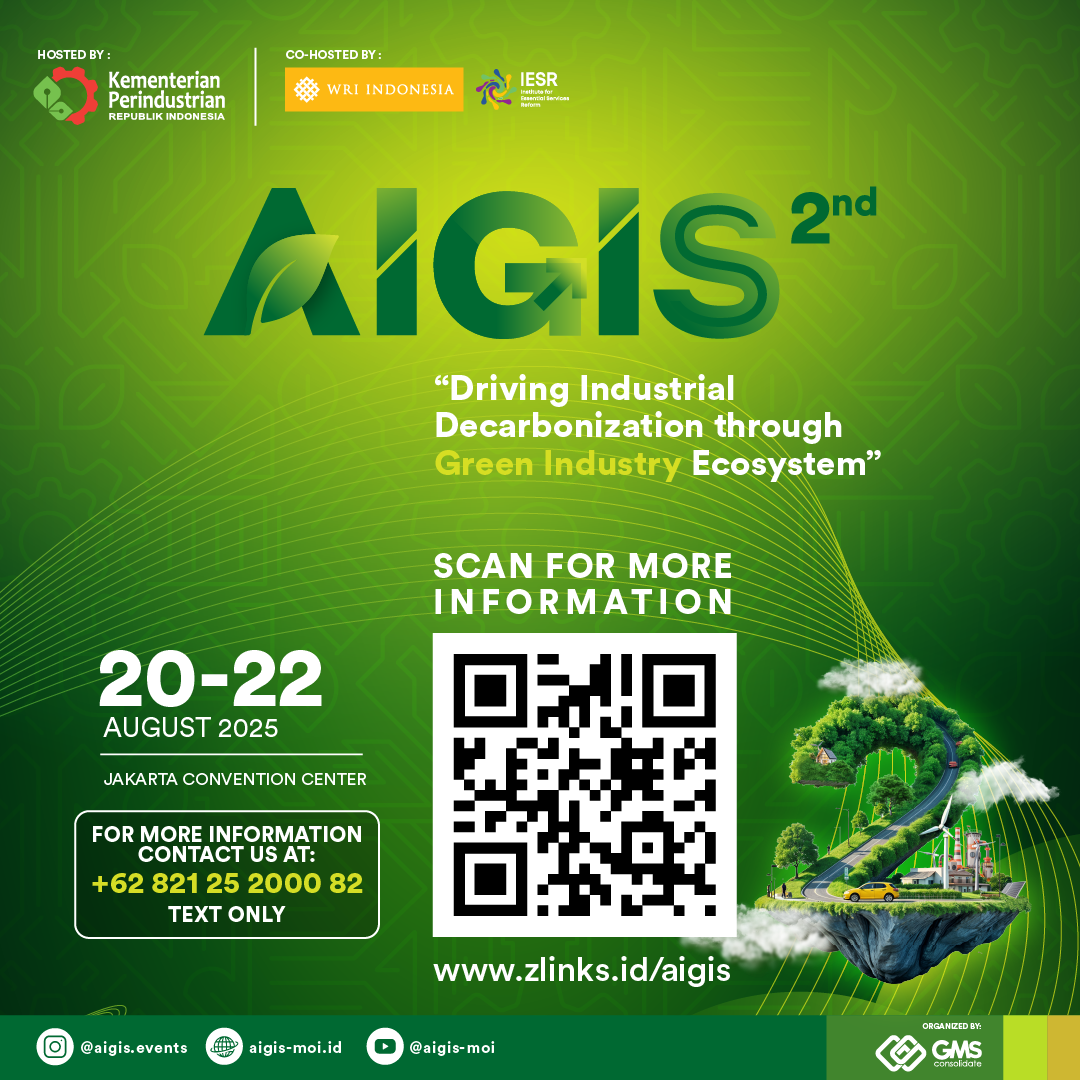 HOSTED BY :
Kementerian
Perindustrian
REPUBLIK INDONESIA
CO-HOSTED BY :
WRI INDONESIA
IESR
Institute for
Essential Services
Reform
AIGIS 2nd
“Driving Industrial
Decarbonization through
Green Industry Ecosystem”
SCAN FOR MORE
INFORMATION
20-22
AUGUST 2025
JAKARTA CONVENTION CENTER
FOR MORE INFORMATION
CONTACT US AT:
+62 821 25 2000 82
TEXT ONLY
www.zlinks.id/aigis
@aigis.events
aigis-moi.id
@aigis-moi
ORGANIZED BY:
GMS
consolidate